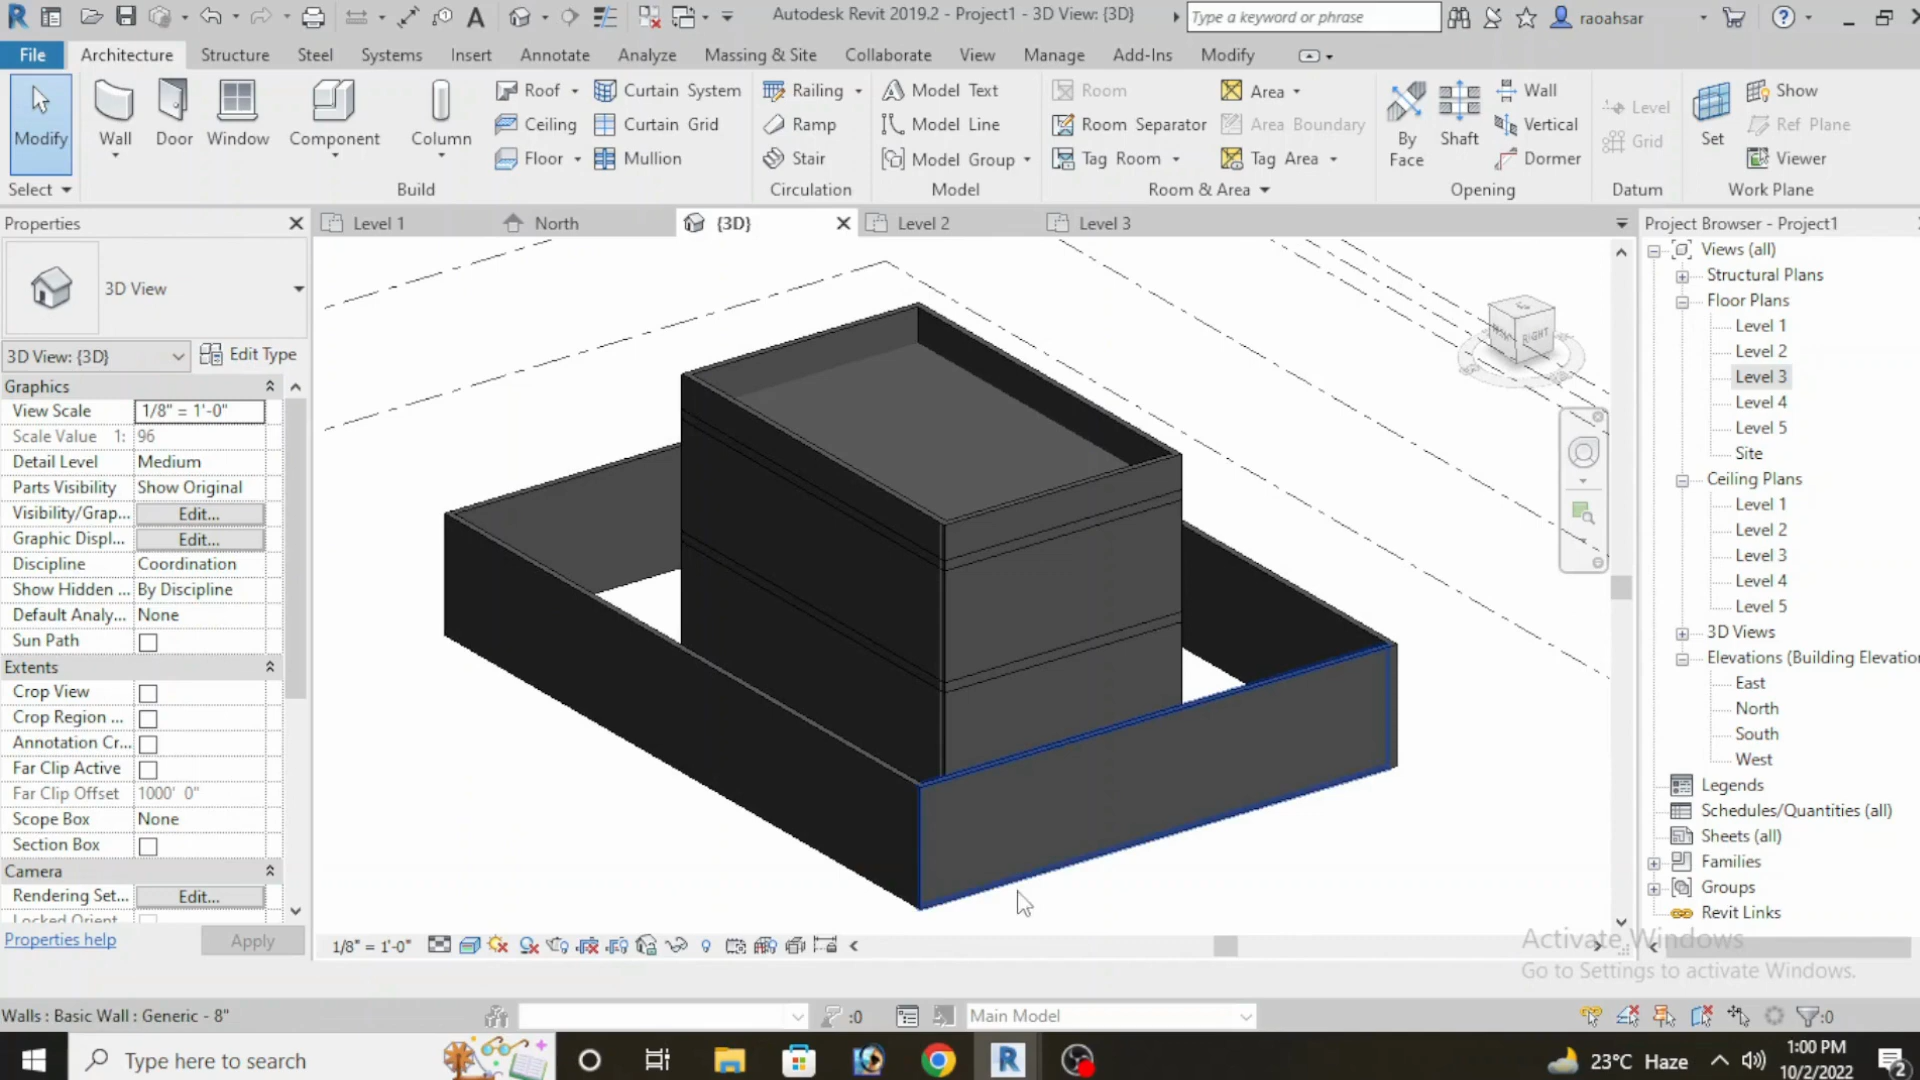 Autodesk Revit 2019.2 - Project1 - 3D View: {3D}
Type a keyword or phrase
raoahsar
File
Architecture
Structure
Steel
Systems
Insert
Annotate
Analyze
Massing & Site
Collaborate
View
Manage
Add-Ins
Modify
Modify
Wall
Door
Window
Component
Column
Roof
Ceiling
Floor
Curtain System
Curtain Grid
Mullion
Railing
Ramp
Stair
Model Text
Model Line
Model Group
Room
Room Separator
Tag Room
Area
Area Boundary
Tag Area
By
Face
Shaft
Wall
Vertical
Dormer
Level
Grid
Set
Show
Ref Plane
Viewer
Select
Build
Circulation
Model
Room & Area
Opening
Datum
Work Plane
Properties
Level 1
North
{3D}
Level 2
Level 3
Project Browser - Project1
3D View
3D View: {3D}
Edit Type
Graphics
View Scale 1/8" = 1'-0"
Scale Value 1: 96
Detail Level Medium
Parts Visibility Show Original
Visibility/Grap... Edit...
Graphic Displ... Edit...
Discipline Coordination
Show Hidden ... By Discipline
Default Analy... None
Sun Path
Extents
Crop View
Crop Region ...
Annotation Cr...
Far Clip Active
Far Clip Offset 1000' 0"
Scope Box None
Section Box
Camera
Rendering Set... Edit...
Locked Orient
Properties help
Apply
RIGHT
Views (all)
Structural Plans
Floor Plans
Level 1
Level 2
Level 3
Level 4
Level 5
Site
Ceiling Plans
Level 1
Level 2
Level 3
Level 4
Level 5
3D Views
Elevations (Building Elevatio
East
North
South
West
Legends
Schedules/Quantities (all)
Sheets (all)
Families
Groups
Revit Links
1/8" = 1'-0"
Activate Windows
Go to Settings to activate Windows.
Walls : Basic Wall : Generic - 8"
:0
Main Model
:0
Type here to search
23°C Haze
1:00 PM
10/2/2022
2